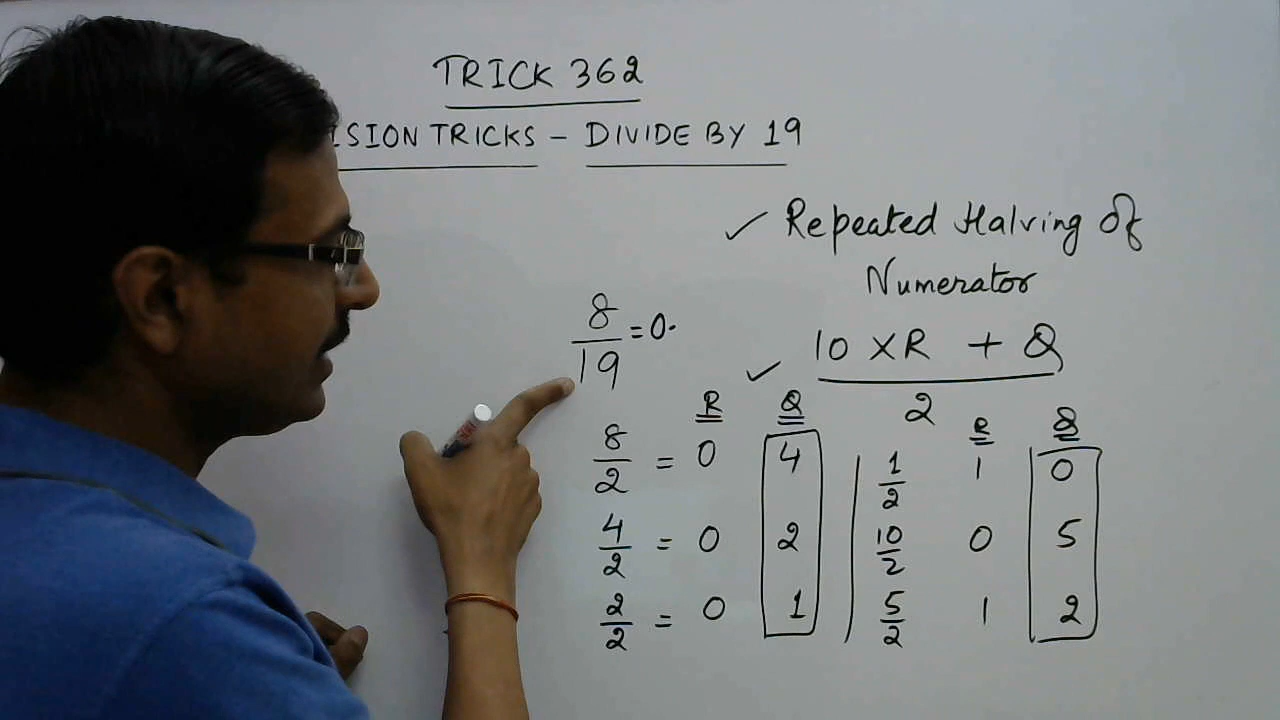 TRICK 362
ISION TRICKS - DIVIDE BY 19
✓ Repeated Halving Of
Numerator
8/19 = 0.
✓ 10 X R + Q
2
R Q
8/2 = 0 4
4/2 = 0 2
2/2 = 0 1
R Q
1/2 1 0
10/2 0 5
5/2 1 2